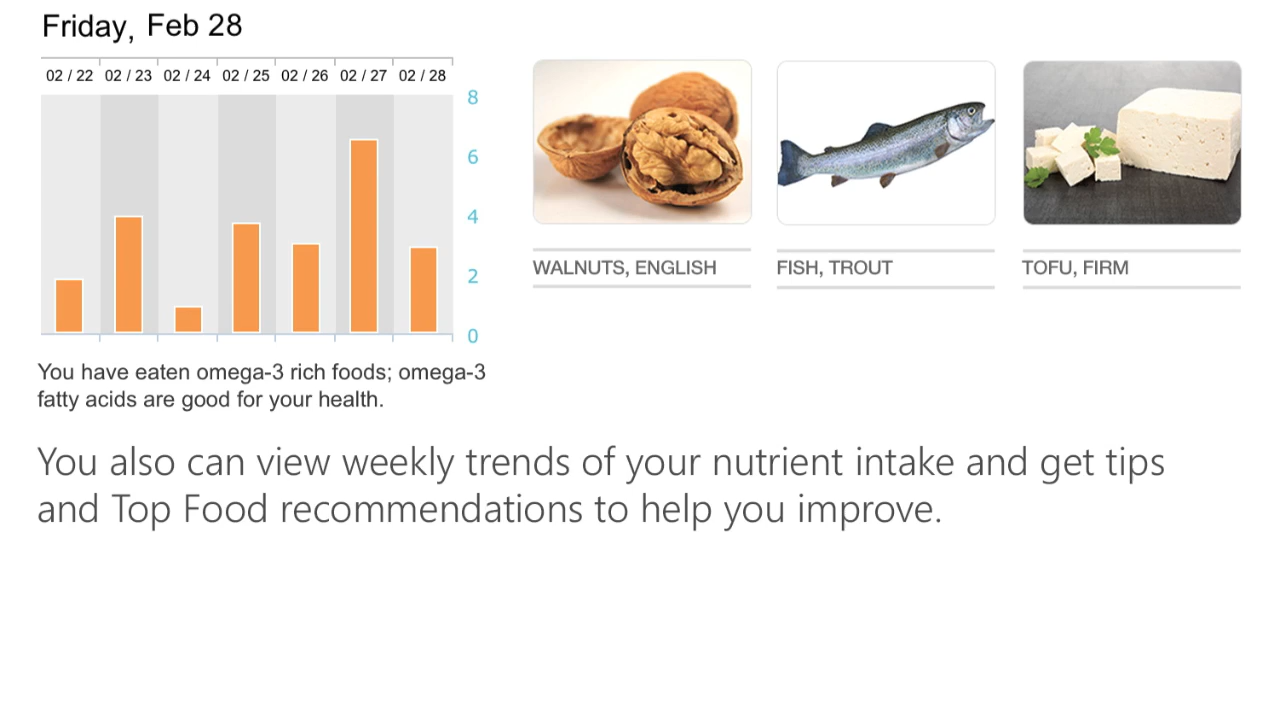 Friday, Feb 28
02 / 22 02 / 23 02 / 24 02 / 25 02 / 26 02 / 27 02 / 28
8
6
4
2
0
WALNUTS, ENGLISH
FISH, TROUT
TOFU, FIRM
You have eaten omega-3 rich foods; omega-3
fatty acids are good for your health.
You also can view weekly trends of your nutrient intake and get tips
and Top Food recommendations to help you improve.